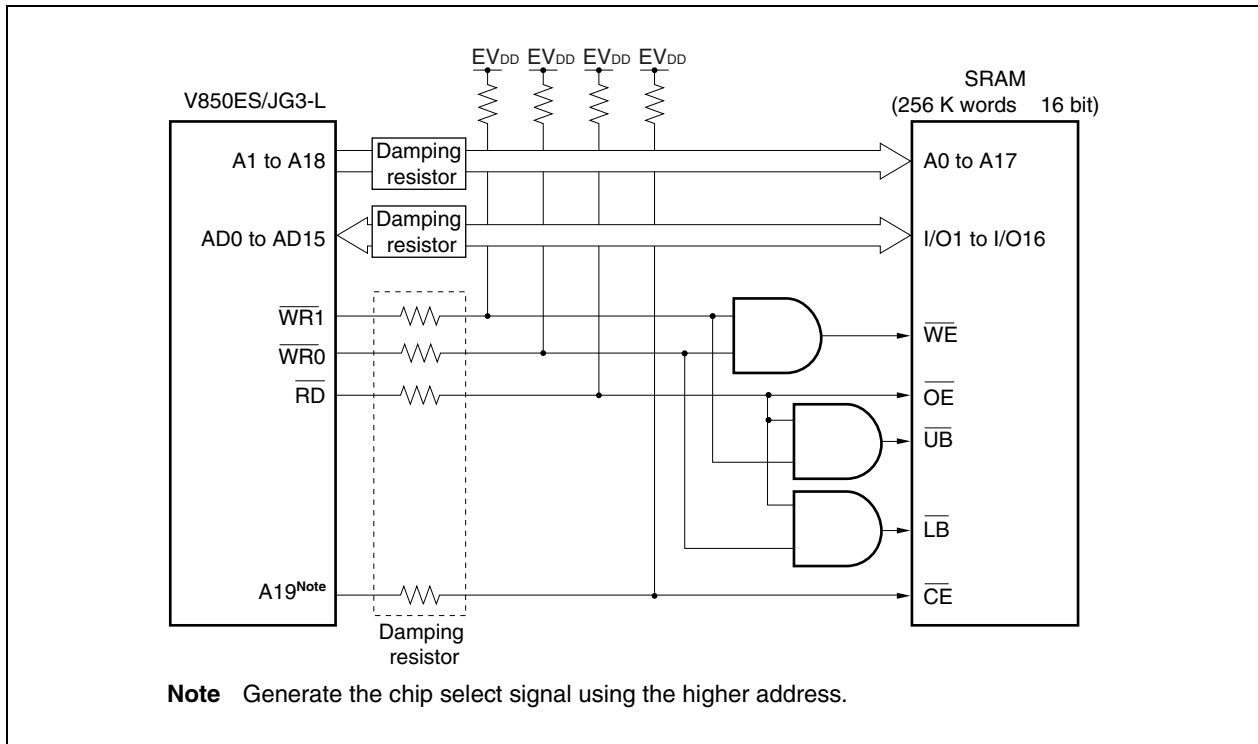 EVDD EVDD EVDD EVDD
V850ES/JG3-L
SRAM
(256 K words 16 bit)
A1 to A18
Damping
resistor
A0 to A17
AD0 to AD15
Damping
resistor
I/O1 to I/O16
WR1
WE
WR0
RD
OE
UB
LB
A19Note
CE
Damping
resistor
Note Generate the chip select signal using the higher address.